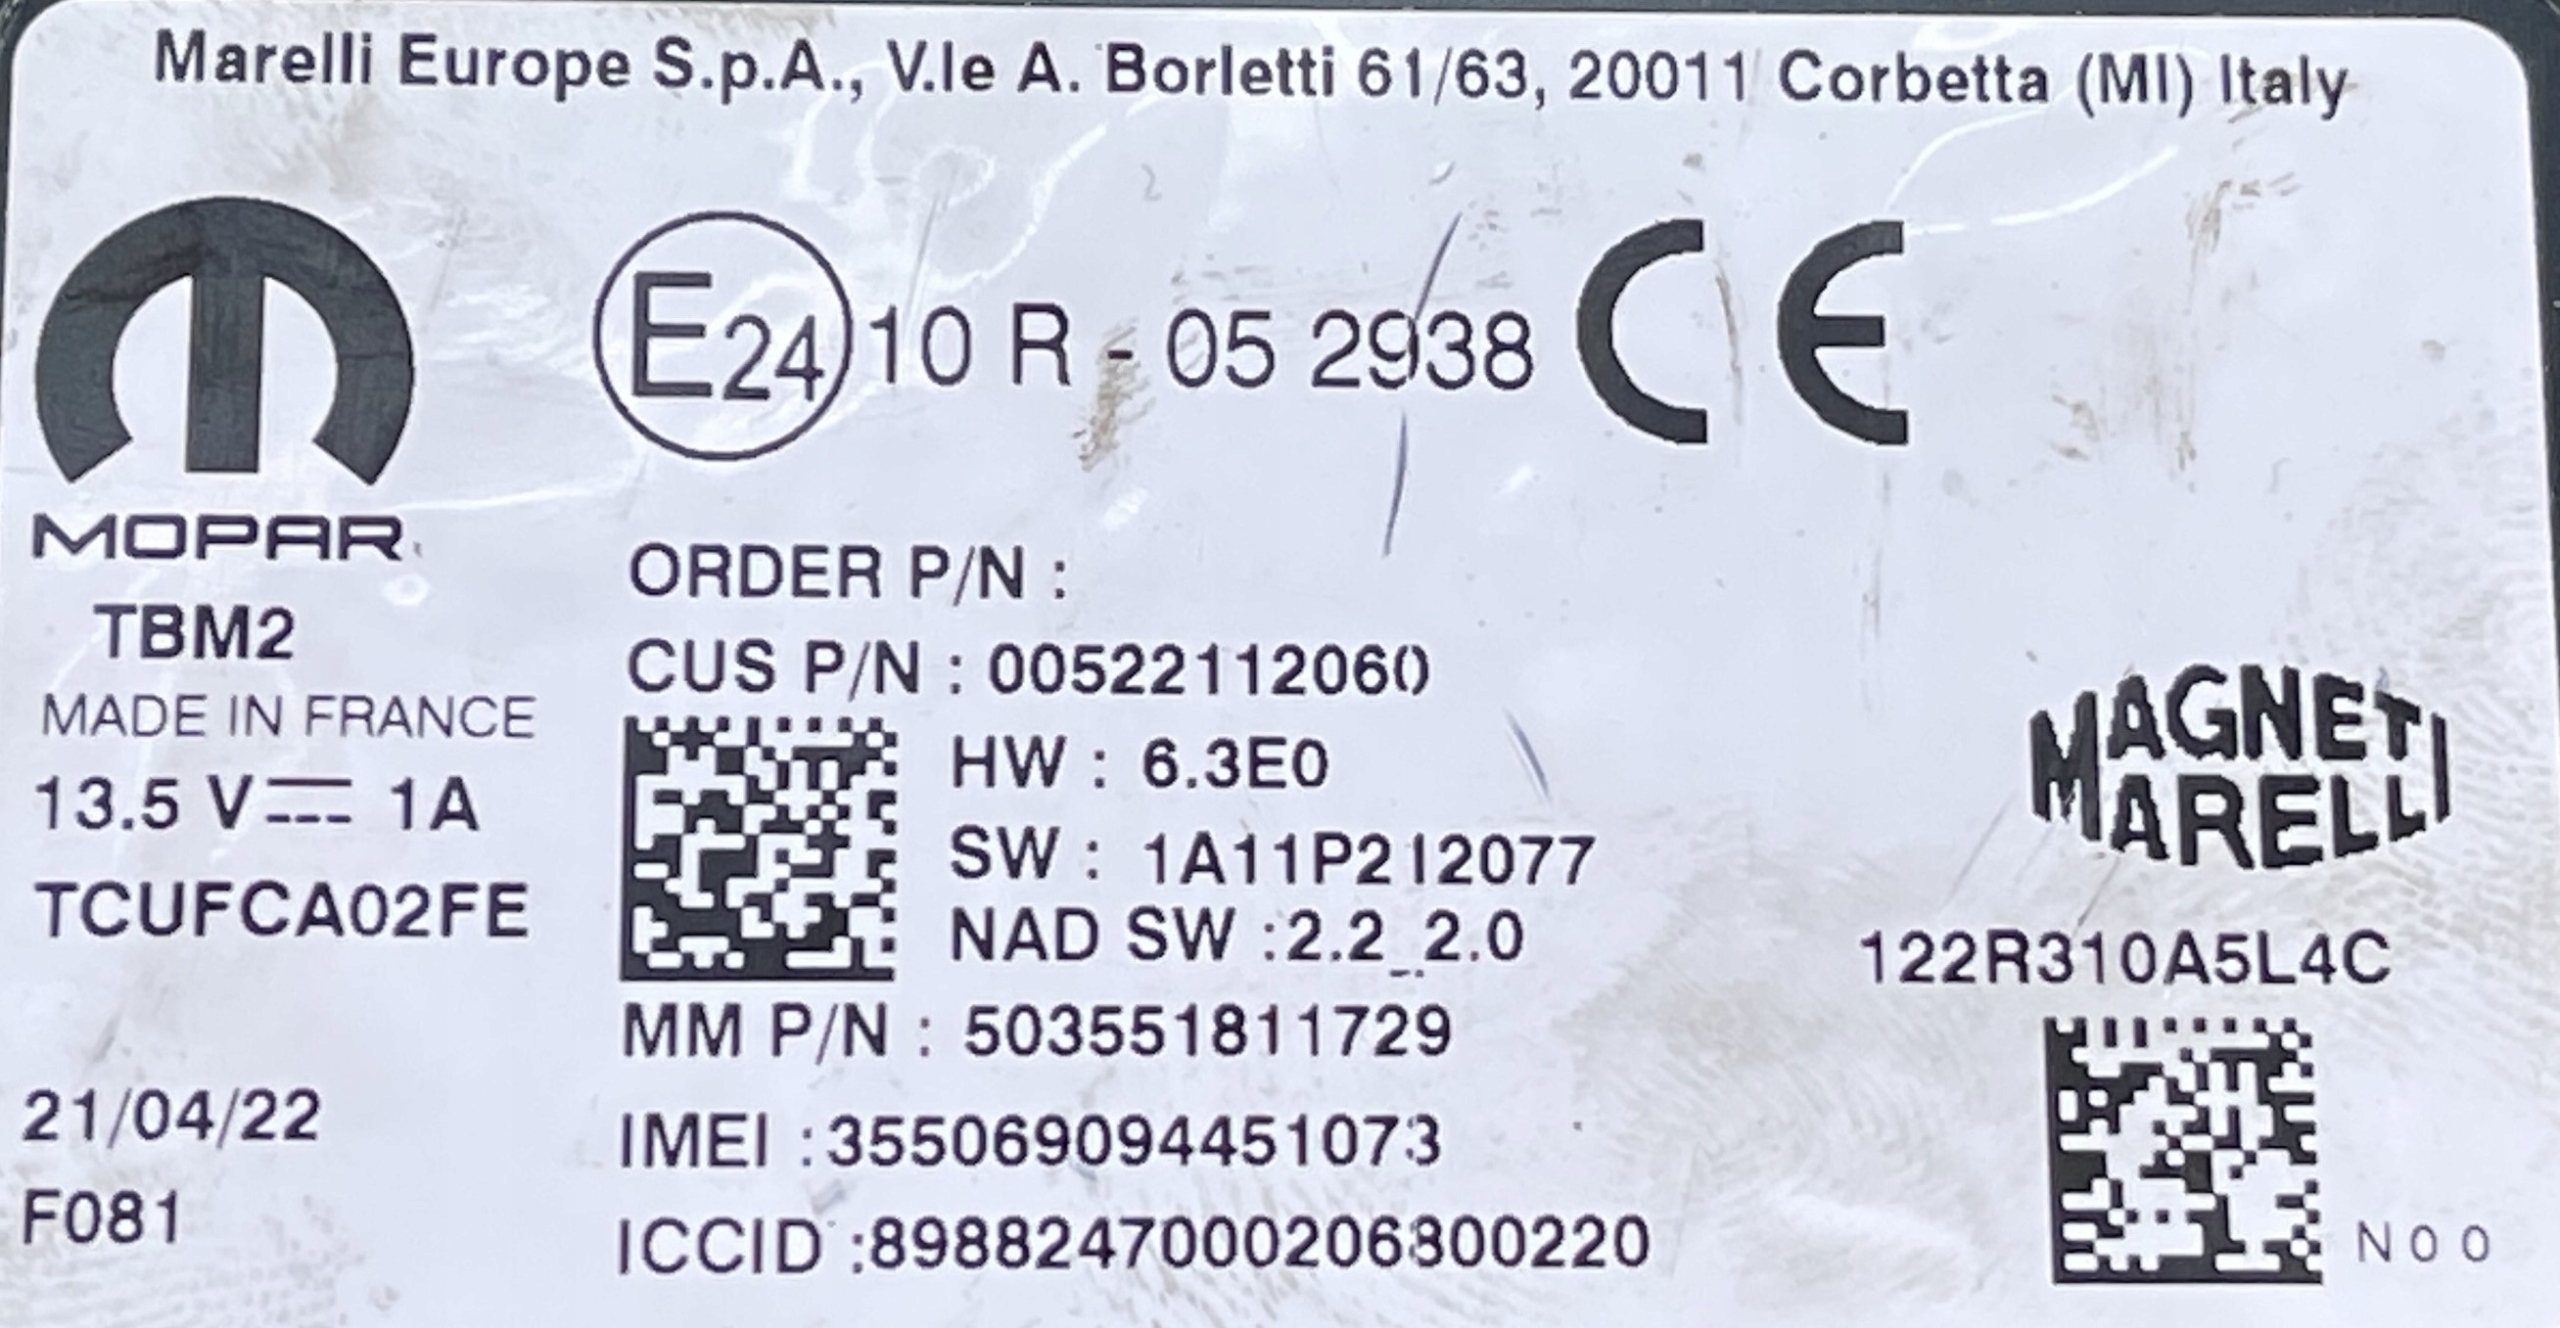 Marelli Europe S.p.A., V.le A. Borletti 61/63, 20011 Corbetta (MI) Italy
E24 10 R - 05 2938 CE
MOPAR
TBM2
MADE IN FRANCE
13.5 V⎓ 1A
TCUFCA02FE
21/04/22
F081
ORDER P/N :
CUS P/N : 00522112060
HW : 6.3E0
SW : 1A11P212077
NAD SW :2.2_2.0
MM P/N : 503551811729
IMEI :355069094451073
ICCID :8988247000206800220
MAGNETI
MARELLI
122R310A5L4C
N00